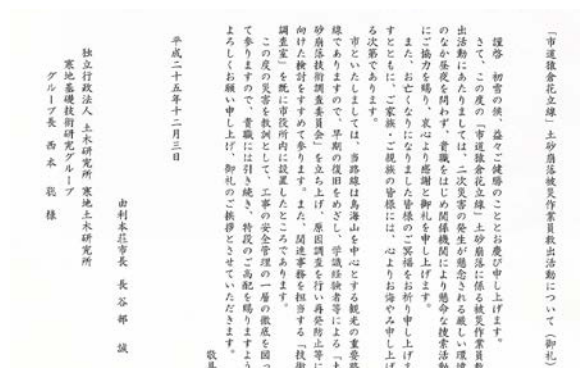 「市道猿倉花立線」土砂崩落被災作業員救出活動について（御礼）
謹啓　初雪の候、益々ご健勝のこととお慶び申し上げます。
さて、この度の「市道猿倉花立線」土砂崩落に係る被災作業員救
出活動にあたりましては、二次災害の発生が懸念される厳しい環境
のなか昼夜を問わず、貴職をはじめ関係機関により懸命な捜索活動
にご協力を賜り、衷心より感謝と御礼を申し上げます。
また、お亡くなりになりました皆様のご冥福をお祈り申し上げま
すとともに、ご家族・ご親族の皆様には、心よりお悔やみ申し上げ
る次第であります。
市といたしましては、当路線は鳥海山を中心とする観光の重要路
線でありますので、早期の復旧をめざし、学識経験者等による「土
砂崩落技術調査委員会」を立ち上げ、原因調査を行い再発防止等に
向けた検討をすすめて参ります。また、関連事務を担当する「技術
調査室」を既に市役所内に設置したところであります。
この度の災害を教訓として、工事の安全管理の一層の徹底を図っ
て参りますので、貴職には引き続き、特段のご高配を賜りますよう
よろしくお願い申し上げ、御礼のご挨拶とさせていただきます。
敬具
平成二十五年十二月三日
由利本荘市長　長谷部　誠
独立行政法人　土木研究所　寒地土木研究所
寒地基礎技術研究グループ
グループ長　西本　聡　様